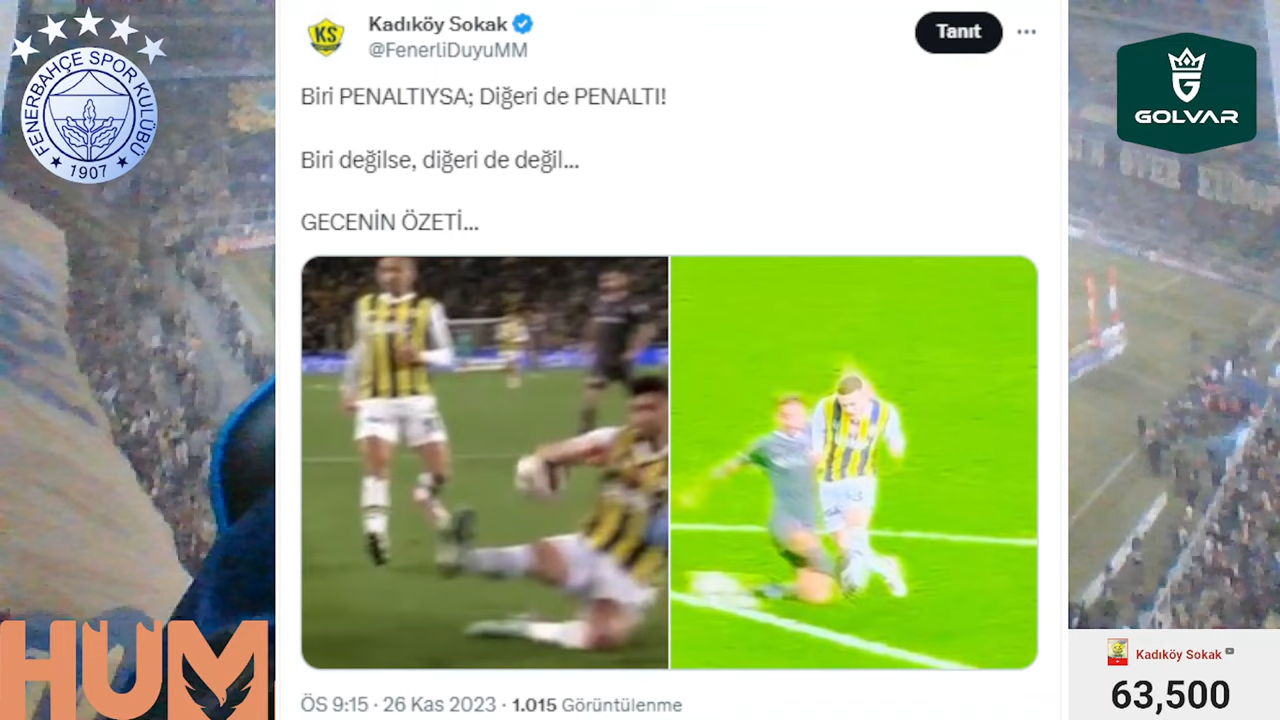 FENERBAHÇE SPOR KULÜBÜ
1907
KS
Kadıköy Sokak
@FenerliDuyuMM
Tanıt
GOLVAR
Biri PENALTIYSA; Diğeri de PENALTI!
Biri değilse, diğeri de değil...
GECENİN ÖZETİ...
HUM
ÖS 9:15 · 26 Kas 2023 · 1.015 Görüntülenme
Kadıköy Sokak
63,500